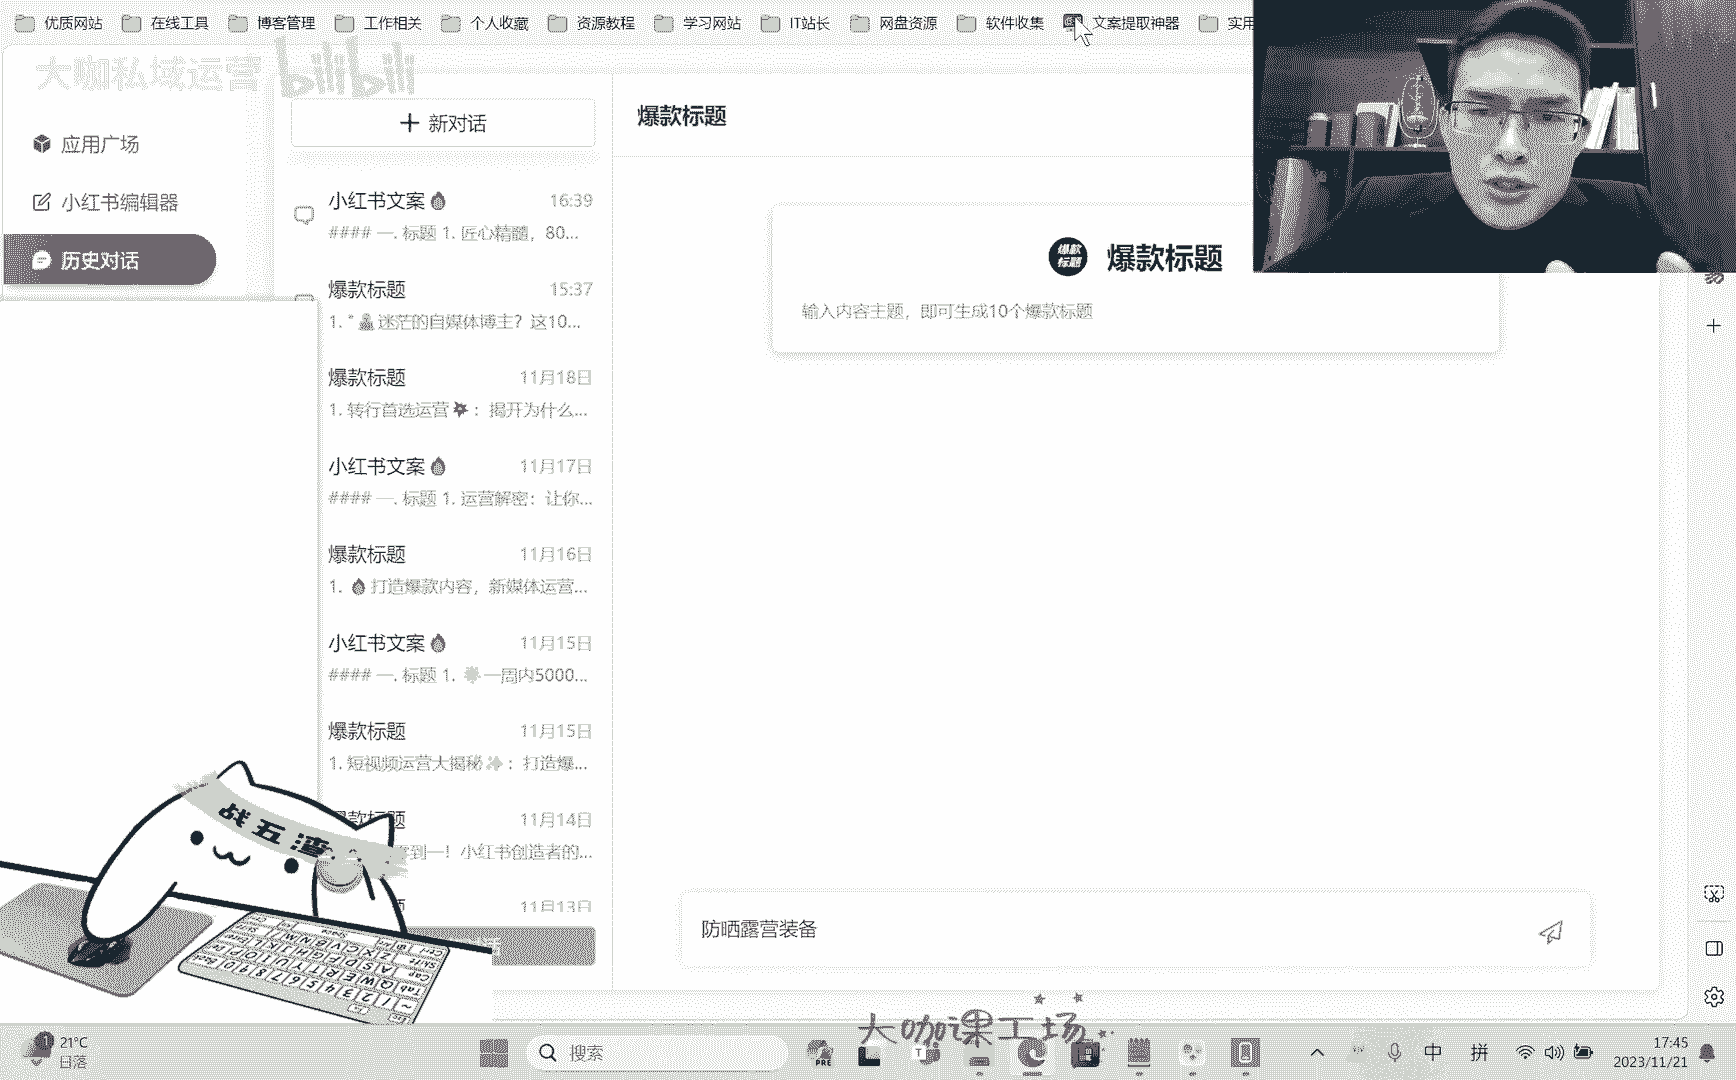 优质网站 在线工具 博客管理 工作相关 个人收藏 资源教程 学习网站 IT站长 网盘资源 软件收集 文案提取神器 实用
大咖私域运营 bilibili
应用广场
小红书编辑器
历史对话
+ 新对话
小红书文案 16:39
#### 一. 标题 1. 匠心精髓，80...
爆款标题 15:37
1. "迷茫的自媒体博主？这10...
爆款标题 11月18日
1. 转行首选运营：揭开为什么...
小红书文案 11月17日
#### 一. 标题 1. 运营解密：让你...
爆款标题 11月16日
1. 打造爆款内容，新媒体运营...
小红书文案 11月15日
#### 一. 标题 1. 一周内5000...
爆款标题 11月15日
1. 短视频运营大揭秘：打造爆...
款标题 11月14日
到一！小红书创造者的...
11月13日
爆款标题
爆款标题 爆款标题
输入内容主题，即可生成10个爆款标题
防晒露营装备
战五渣
大咖课工场
21°C
日落
搜索
PRE
中 拼
17:45
2023/11/21